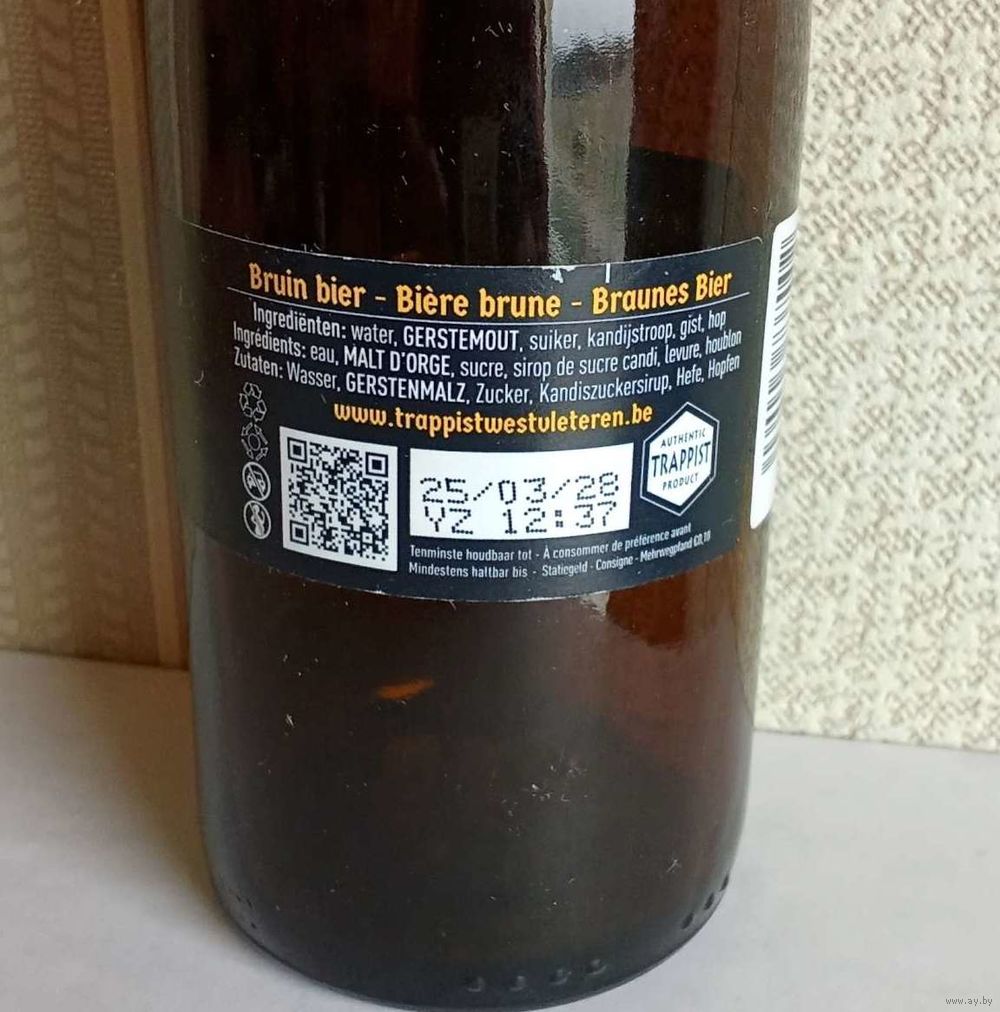 Bruin bier - Bière brune - Braunes Bier
Ingrediënten: water, GERSTEMOUT, suiker, kandijstroop, gist, hop
Ingrédients: eau, MALT D'ORGE, sucre, sirop de sucre candi, levure, houblon
Zutaten: Wasser, GERSTENMALZ, Zucker, Kandiszuckersirup, Hefe, Hopfen
www.trappistwestvleteren.be
AUTHENTIC
TRAPPIST
PRODUCT
25/03/28
YZ 12:37
Tenminste houdbaar tot - À consommer de préférence avant
Mindestens haltbar bis - Statiegeld - Consigne - Mehrwegpfand €0,10
www.ay.by